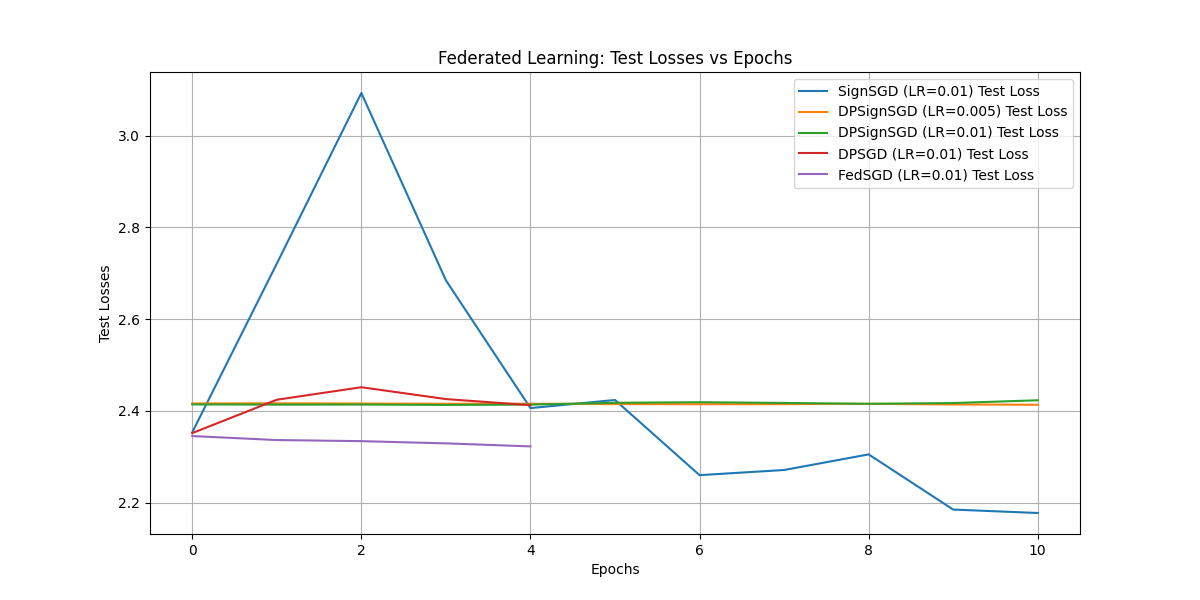 Federated Learning: Test Losses vs Epochs
SignSGD (LR=0.01) Test Loss
DPSignSGD (LR=0.005) Test Loss
DPSignSGD (LR=0.01) Test Loss
DPSGD (LR=0.01) Test Loss
FedSGD (LR=0.01) Test Loss
Test Losses
3.0
2.8
2.6
2.4
2.2
0 2 4 6 8 10
Epochs